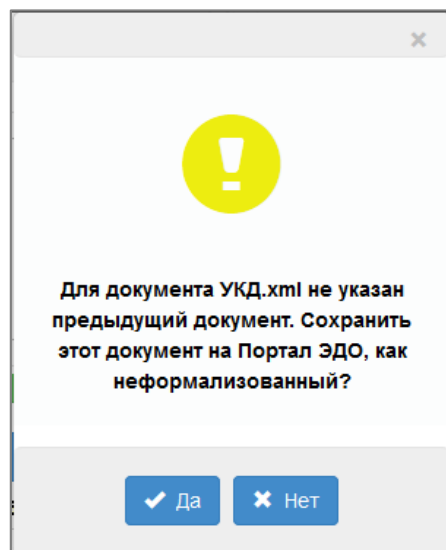 Для документа УКД.xml не указан
предыдущий документ. Сохранить
этот документ на Портал ЭДО, как
неформализованный?
Да Нет